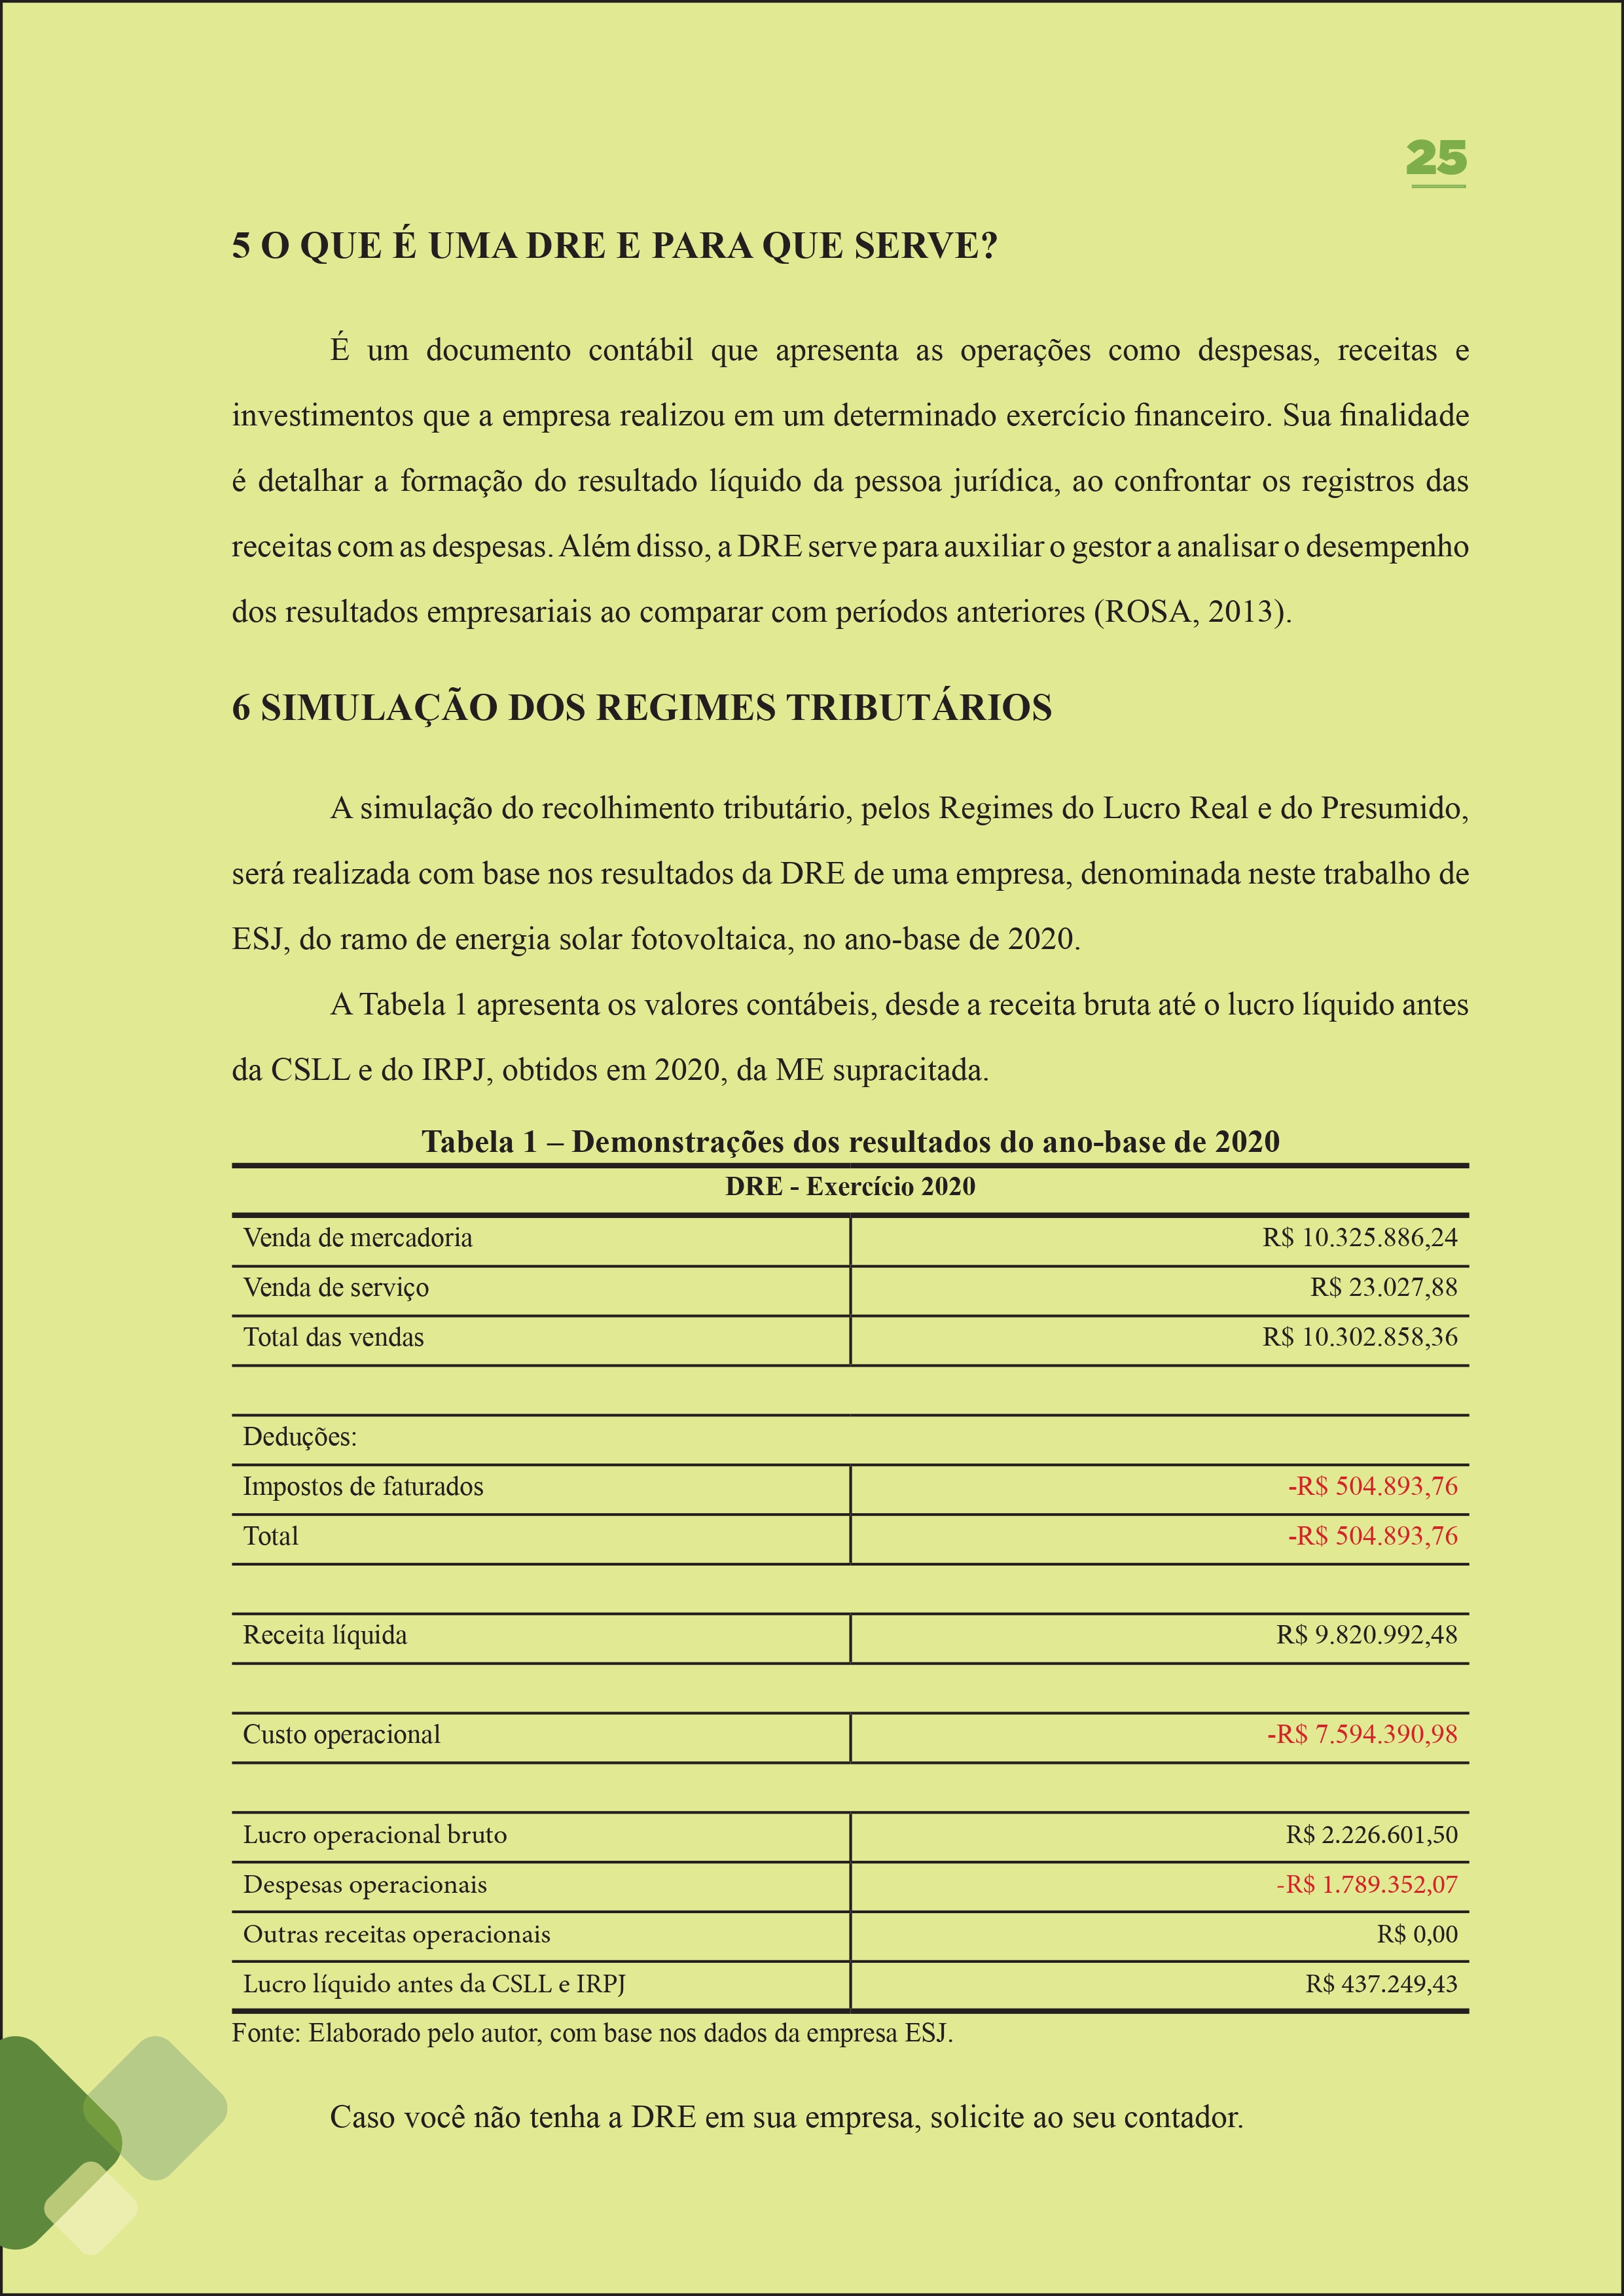 25
5 O QUE É UMA DRE E PARA QUE SERVE?
É um documento contábil que apresenta as operações como despesas, receitas e
investimentos que a empresa realizou em um determinado exercício financeiro. Sua finalidade
é detalhar a formação do resultado líquido da pessoa jurídica, ao confrontar os registros das
receitas com as despesas. Além disso, a DRE serve para auxiliar o gestor a analisar o desempenho
dos resultados empresariais ao comparar com períodos anteriores (ROSA, 2013).
6 SIMULAÇÃO DOS REGIMES TRIBUTÁRIOS
A simulação do recolhimento tributário, pelos Regimes do Lucro Real e do Presumido,
será realizada com base nos resultados da DRE de uma empresa, denominada neste trabalho de
ESJ, do ramo de energia solar fotovoltaica, no ano-base de 2020.
A Tabela 1 apresenta os valores contábeis, desde a receita bruta até o lucro líquido antes
da CSLL e do IRPJ, obtidos em 2020, da ME supracitada.
Tabela 1 – Demonstrações dos resultados do ano-base de 2020
DRE - Exercício 2020
Venda de mercadoria R$ 10.325.886,24
Venda de serviço R$ 23.027,88
Total das vendas R$ 10.302.858,36
Deduções:
Impostos de faturados -R$ 504.893,76
Total -R$ 504.893,76
Receita líquida R$ 9.820.992,48
Custo operacional -R$ 7.594.390,98
Lucro operacional bruto R$ 2.226.601,50
Despesas operacionais -R$ 1.789.352,07
Outras receitas operacionais R$ 0,00
Lucro líquido antes da CSLL e IRPJ R$ 437.249,43
Fonte: Elaborado pelo autor, com base nos dados da empresa ESJ.
Caso você não tenha a DRE em sua empresa, solicite ao seu contador.